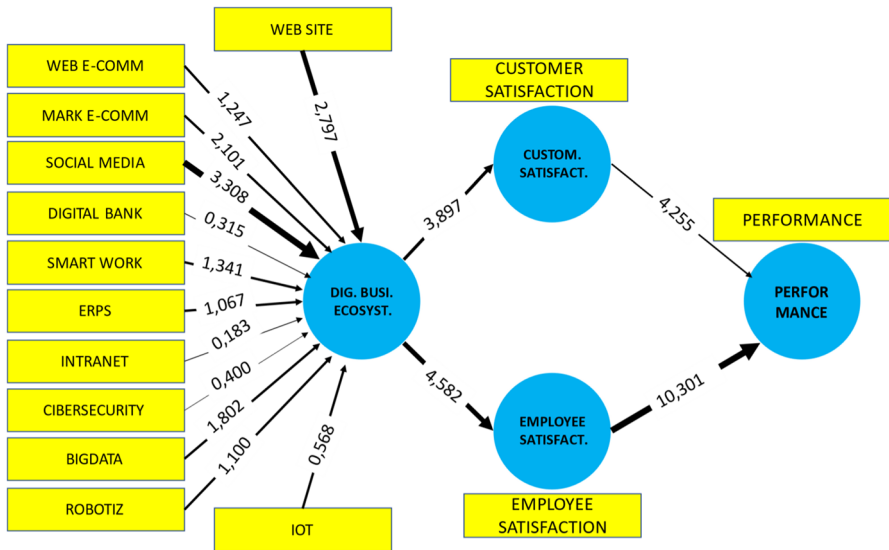 WEB SITE
WEB E-COMM
MARK E-COMM
SOCIAL MEDIA
DIGITAL BANK
SMART WORK
ERPS
INTRANET
CIBERSECURITY
BIGDATA
ROBOTIZ
IOT
1,247
2,101
3,308
0,315
1,341
1,067
0,183
0,400
1,802
1,100
0,568
2,797
DIG. BUSI.
ECOSYST.
3,897
4,582
CUSTOMER
SATISFACTION
CUSTOM.
SATISFACT.
EMPLOYEE
SATISFACT.
EMPLOYEE
SATISFACTION
4,255
10,301
PERFORMANCE
PERFOR
MANCE